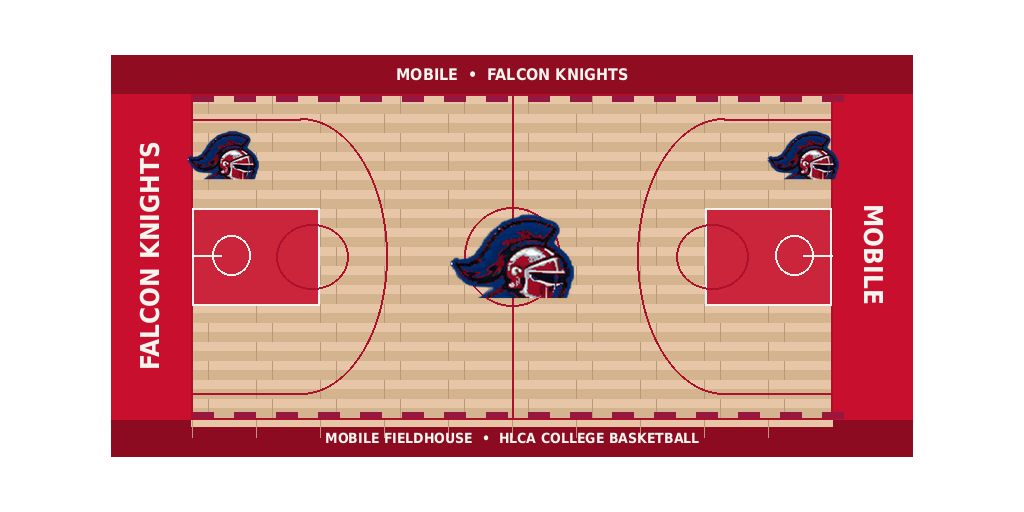 MOBILE • FALCON KNIGHTS
FALCON KNIGHTS
MOBILE
MOBILE FIELDHOUSE • HLCA COLLEGE BASKETBALL